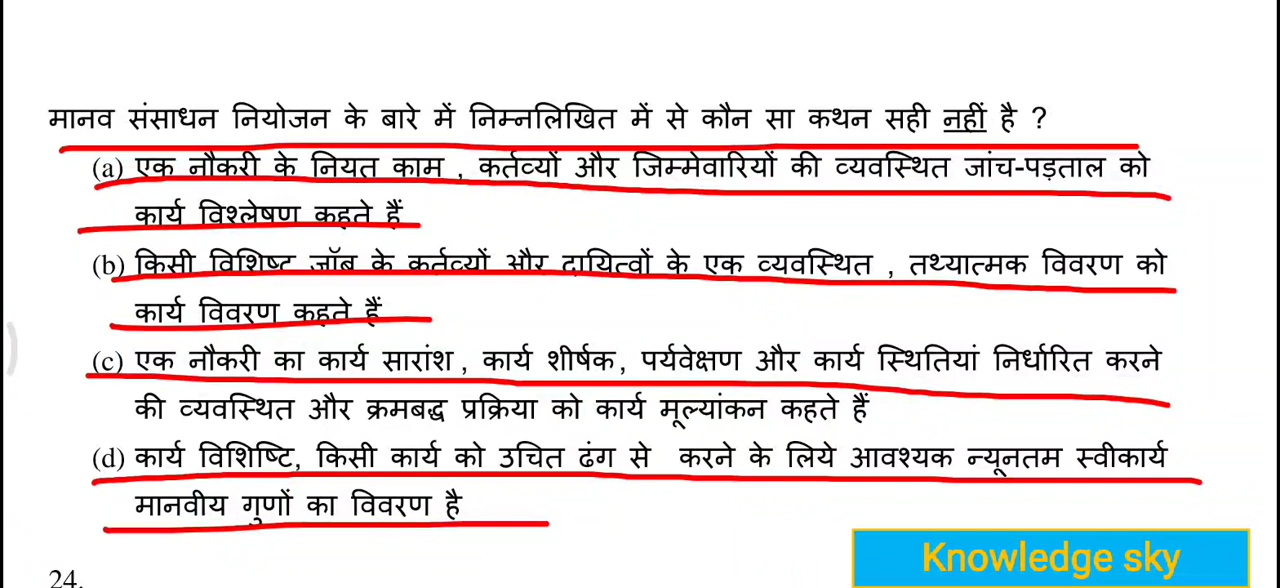 मानव संसाधन नियोजन के बारे में निम्नलिखित में से कौन सा कथन सही नहीं है ?
(a) एक नौकरी के नियत काम , कर्तव्यों और जिम्मेवारियों की व्यवस्थित जांच-पड़ताल को
कार्य विश्लेषण कहते हैं
(b) किसी विशिष्ट जॉब के कर्तव्यों और दायित्वों के एक व्यवस्थित , तथ्यात्मक विवरण को
कार्य विवरण कहते हैं
(c) एक नौकरी का कार्य सारांश , कार्य शीर्षक, पर्यवेक्षण और कार्य स्थितियां निर्धारित करने
की व्यवस्थित और क्रमबद्ध प्रक्रिया को कार्य मूल्यांकन कहते हैं
(d) कार्य विशिष्टि, किसी कार्य को उचित ढंग से करने के लिये आवश्यक न्यूनतम स्वीकार्य
मानवीय गुणों का विवरण है
Knowledge sky
24.